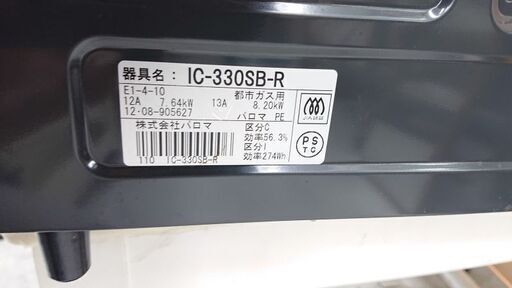 器具名： IC-330SB-R
E1-4-10 都市ガス用
12A 7.64kW 13A 8.20kW
12・08-905627 パロマ PE
株式会社パロマ
区分C
効率56.3%
区分I
効率274Wh
110 IC-330SB-R
PS
TG